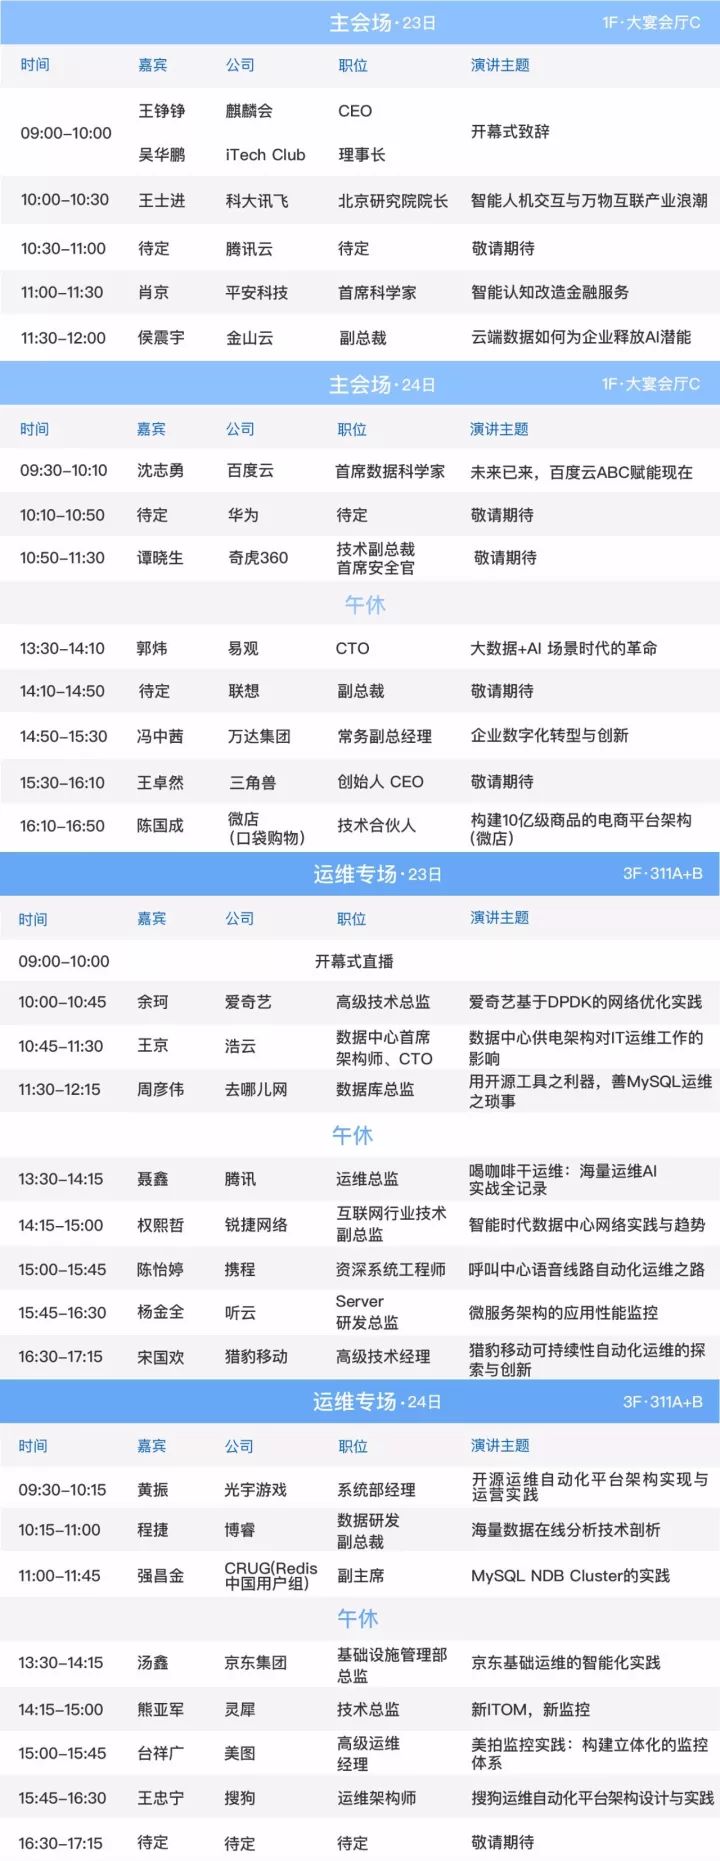 主会场·23日 1F·大宴会厅C
时间 嘉宾 公司 职位 演讲主题
09:00-10:00 王铮铮 麒麟会 CEO 开幕式致辞
吴华鹏 iTech Club 理事长
10:00-10:30 王士进 科大讯飞 北京研究院院长 智能人机交互与万物互联产业浪潮
10:30-11:00 待定 腾讯云 待定 敬请期待
11:00-11:30 肖京 平安科技 首席科学家 智能认知改造金融服务
11:30-12:00 侯震宇 金山云 副总裁 云端数据如何为企业释放AI潜能
主会场·24日 1F·大宴会厅C
时间 嘉宾 公司 职位 演讲主题
09:30-10:10 沈志勇 百度云 首席数据科学家 未来已来，百度云ABC赋能现在
10:10-10:50 待定 华为 待定 敬请期待
10:50-11:30 谭晓生 奇虎360 技术副总裁 敬请期待
首席安全官
午休
13:30-14:10 郭炜 易观 CTO 大数据+AI 场景时代的革命
14:10-14:50 待定 联想 副总裁 敬请期待
14:50-15:30 冯中茜 万达集团 常务副总经理 企业数字化转型与创新
15:30-16:10 王卓然 三角兽 创始人 CEO 敬请期待
16:10-16:50 陈国成 微店 技术合伙人 构建10亿级商品的电商平台架构
（口袋购物） （微店）
运维专场·23日 3F·311A+B
时间 嘉宾 公司 职位 演讲主题
09:00-10:00 开幕式直播
10:00-10:45 余珂 爱奇艺 高级技术总监 爱奇艺基于DPDK的网络优化实践
10:45-11:30 王京 浩云 数据中心首席 数据中心供电架构对IT运维工作的
架构师、CTO 影响
11:30-12:15 周彦伟 去哪儿网 数据库总监 用开源工具之利器，善MySQL运维
之琐事
午休
13:30-14:15 聂鑫 腾讯 运维总监 喝咖啡干运维：海量运维AI
实战全记录
14:15-15:00 权熙哲 锐捷网络 互联网行业技术 智能时代数据中心网络实践与趋势
副总监
15:00-15:45 陈怡婷 携程 资深系统工程师 呼叫中心语音线路自动化运维之路
15:45-16:30 杨金全 听云 Server 微服务架构的应用性能监控
研发总监
16:30-17:15 宋国欢 猎豹移动 高级技术经理 猎豹移动可持续性自动化运维的探
索与创新
运维专场·24日 3F·311A+B
时间 嘉宾 公司 职位 演讲主题
09:30-10:15 黄振 光宇游戏 系统部经理 开源运维自动化平台架构实现与
运营实践
10:15-11:00 程捷 博睿 数据研发 海量数据在线分析技术剖析
副总裁
11:00-11:45 强昌金 CRUG(Redis 副主席 MySQL NDB Cluster的实践
中国用户组)
午休
13:30-14:15 汤鑫 京东集团 基础设施管理部 京东基础运维的智能化实践
总监
14:15-15:00 熊亚军 灵犀 技术总监 新ITOM，新监控
15:00-15:45 台祥广 美图 高级运维 美拍监控实践：构建立体化的监控
经理 体系
15:45-16:30 王忠宁 搜狗 运维架构师 搜狗运维自动化平台架构设计与实践
16:30-17:15 待定 待定 待定 敬请期待